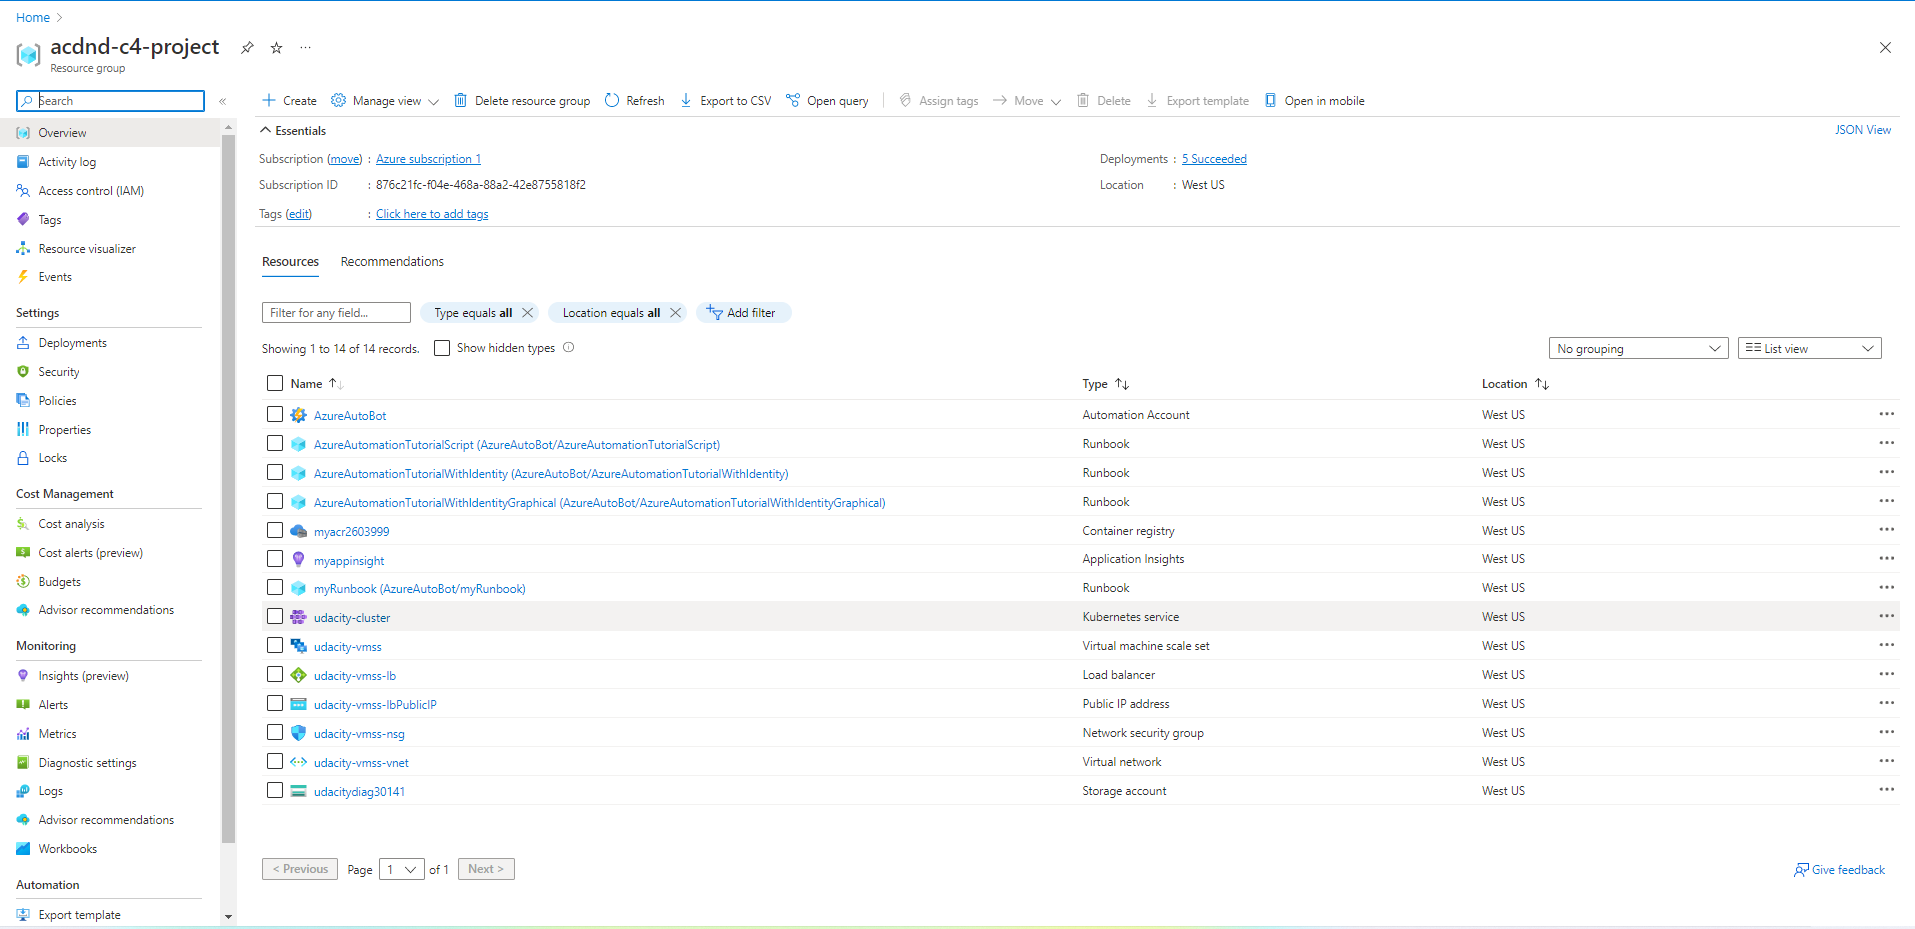 Home >
acdnd-c4-project ...
Resource group
Search «
Overview
Activity log
Access control (IAM)
Tags
Resource visualizer
Events
Settings
Deployments
Security
Policies
Properties
Locks
Cost Management
Cost analysis
Cost alerts (preview)
Budgets
Advisor recommendations
Monitoring
Insights (preview)
Alerts
Metrics
Diagnostic settings
Logs
Advisor recommendations
Workbooks
Automation
Export template
Create Manage view Delete resource group Refresh Export to CSV Open query Assign tags Move Delete Export template Open in mobile
Essentials JSON View
Subscription (move) : Azure subscription 1 Deployments : 5 Succeeded
Subscription ID : 876c21fc-f04e-468a-88a2-42e8755818f2 Location : West US
Tags (edit) : Click here to add tags
Resources Recommendations
Filter for any field... Type equals all Location equals all Add filter
Showing 1 to 14 of 14 records. Show hidden types No grouping List view
Name Type Location
AzureAutoBot Automation Account West US ...
AzureAutomationTutorialScript (AzureAutoBot/AzureAutomationTutorialScript) Runbook West US ...
AzureAutomationTutorialWithIdentity (AzureAutoBot/AzureAutomationTutorialWithIdentity) Runbook West US ...
AzureAutomationTutorialWithIdentityGraphical (AzureAutoBot/AzureAutomationTutorialWithIdentityGraphical) Runbook West US ...
myacr2603999 Container registry West US ...
myappinsight Application Insights West US ...
myRunbook (AzureAutoBot/myRunbook) Runbook West US ...
udacity-cluster Kubernetes service West US ...
udacity-vmss Virtual machine scale set West US ...
udacity-vmss-lb Load balancer West US ...
udacity-vmss-lbPublicIP Public IP address West US ...
udacity-vmss-nsg Network security group West US ...
udacity-vmss-vnet Virtual network West US ...
udacitydiag30141 Storage account West US ...
< Previous Page 1 of 1 Next > Give feedback